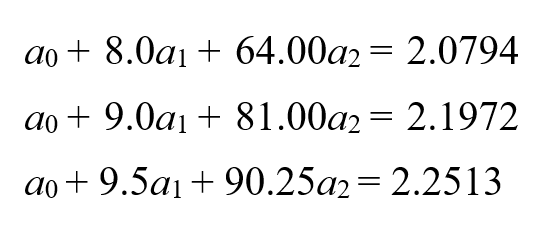 a₀ + 8.0a₁ + 64.00a₂ = 2.0794
a₀ + 9.0a₁ + 81.00a₂ = 2.1972
a₀ + 9.5a₁ + 90.25a₂ = 2.2513